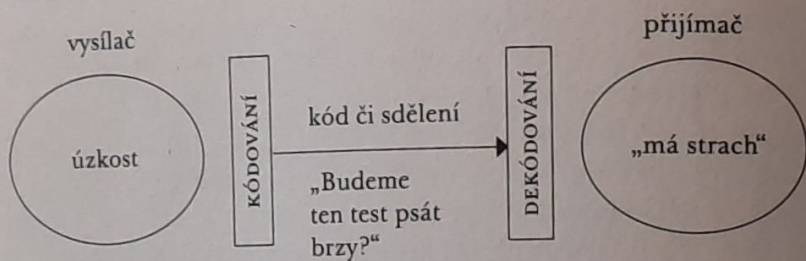 vysílač
přijímač
úzkost
KÓDOVÁNÍ
kód či sdělení
„Budeme
ten test psát
brzy?“
DEKÓDOVÁNÍ
„má strach“